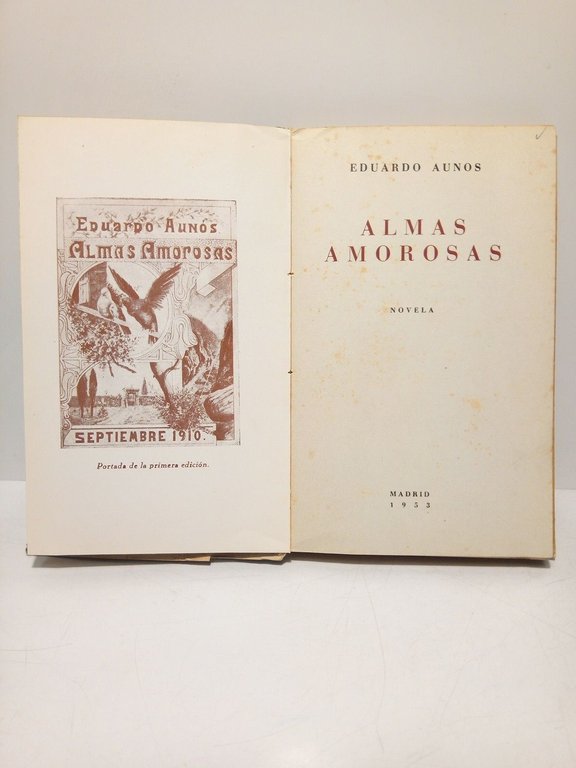 Eduardo Aunós
Almas Amorosas
SEPTIEMBRE 1910.
Portada de la primera edición.
EDUARDO AUNOS
ALMAS
AMOROSAS
NOVELA
MADRID
1953